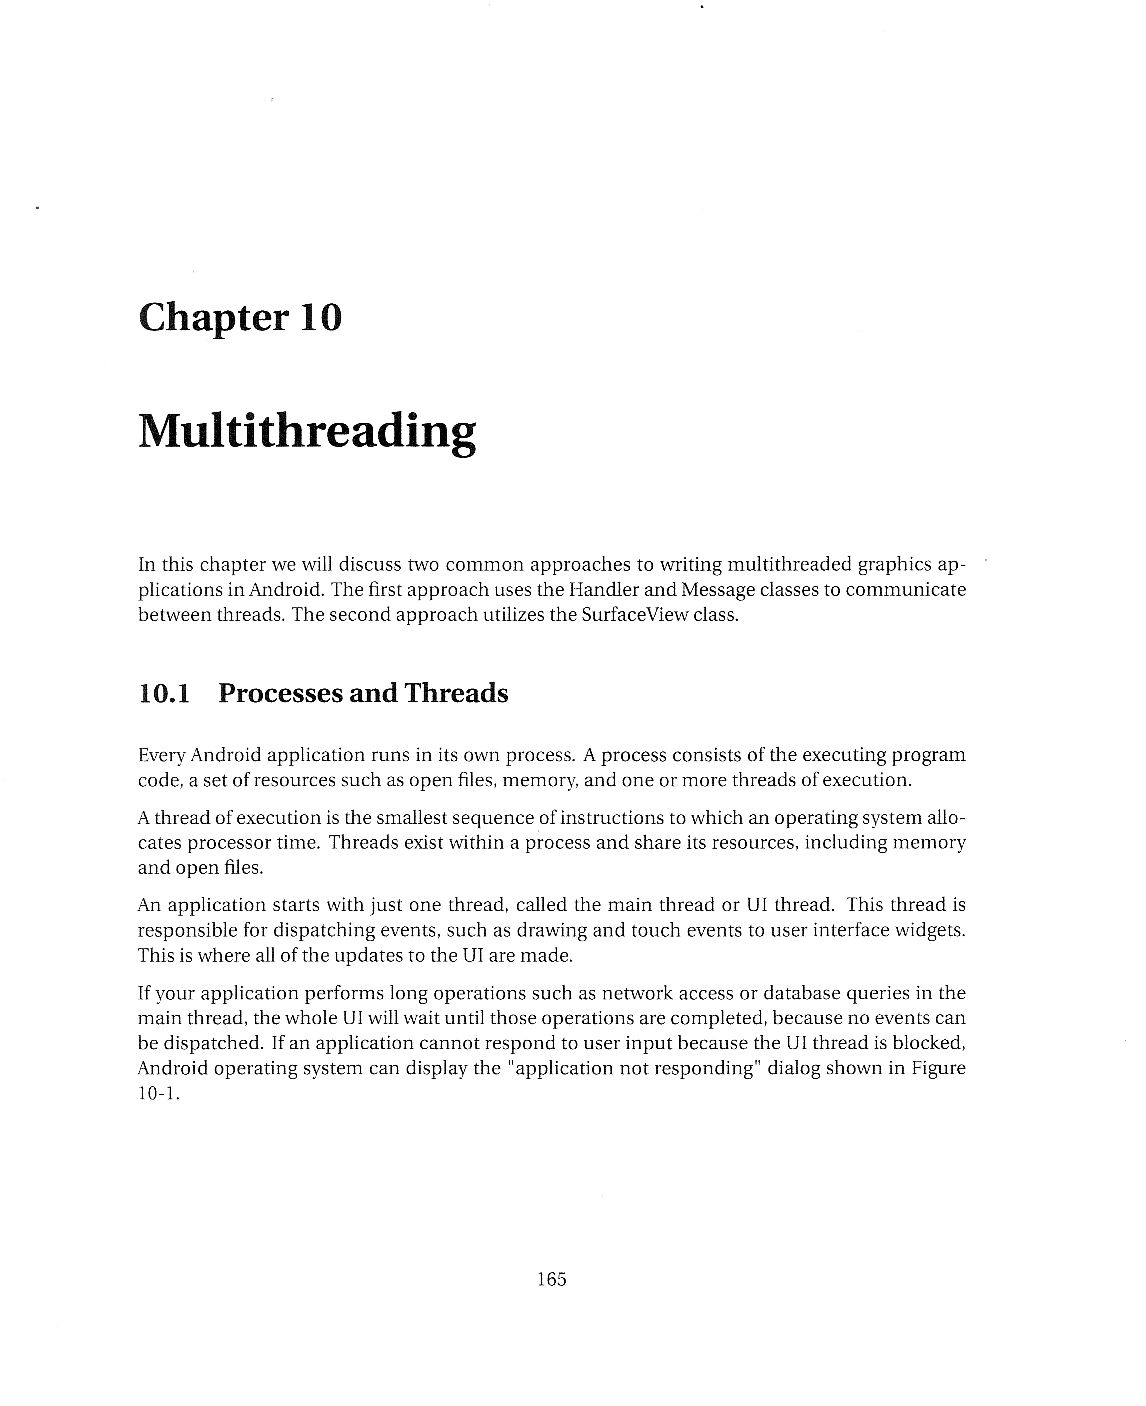 Chapter 10
Multithreading
In this chapter we will discuss two common approaches to writing multithreaded graphics ap-
plications in Android. The first approach uses the Handler and Message classes to communicate
between threads. The second approach utilizes the SurfaceView class.
10.1 Processes and Threads
Every Android application runs in its own process. A process consists of the executing program
code, a set of resources such as open files, memory, and one or more threads of execution.
A thread of execution is the smallest sequence of instructions to which an operating system allo-
cates processor time. Threads exist within a process and share its resources, including memory
and open files.
An application starts with just one thread, called the main thread or UI thread. This thread is
responsible for dispatching events, such as drawing and touch events to user interface widgets.
This is where all of the updates to the UI are made.
If your application performs long operations such as network access or database queries in the
main thread, the whole UI will wait until those operations are completed, because no events can
be dispatched. If an application cannot respond to user input because the UI thread is blocked,
Android operating system can display the "application not responding" dialog shown in Figure
10-1.
165